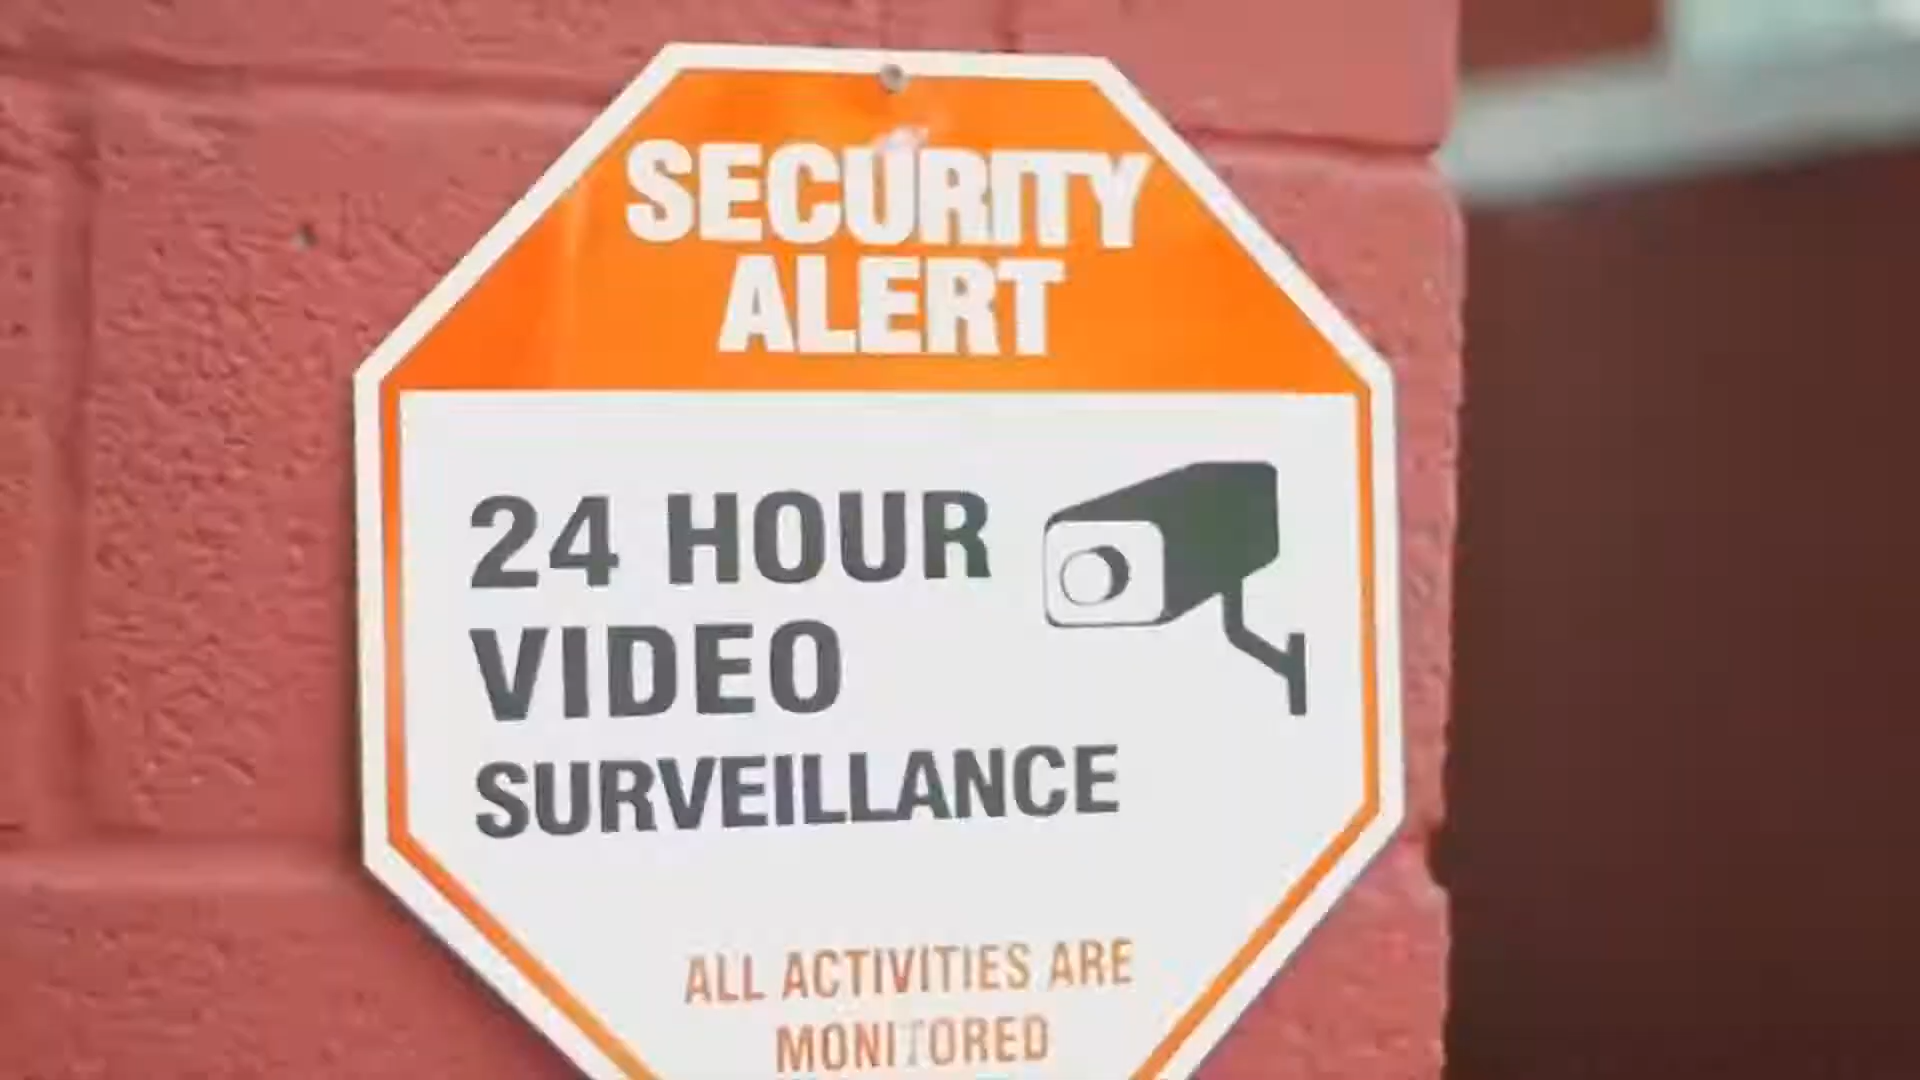 SECURITY
ALERT
24 HOUR
VIDEO
SURVEILLANCE
ALL ACTIVITIES ARE
MONITORED